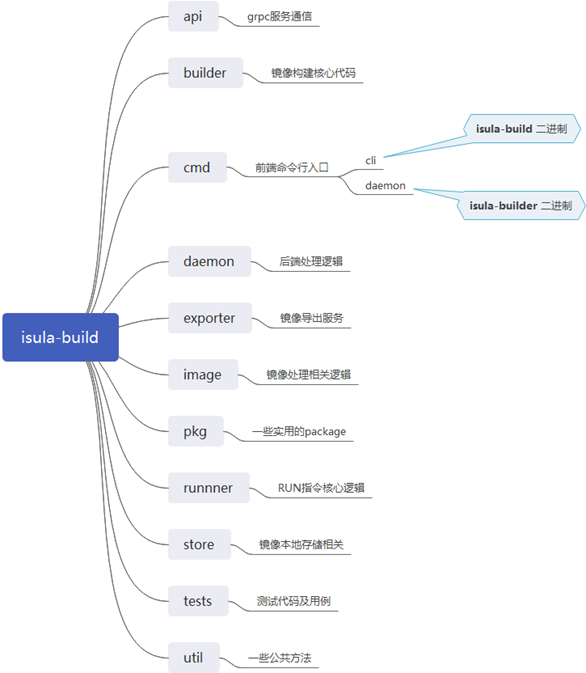 api
grpc服务通信
builder
镜像构建核心代码
cmd
前端命令行入口
cli
isula-build 二进制
daemon
isula-builder 二进制
daemon
后端处理逻辑
exporter
镜像导出服务
isula-build
image
镜像处理相关逻辑
pkg
一些实用的package
runnner
RUN指令核心逻辑
store
镜像本地存储相关
tests
测试代码及用例
util
一些公共方法